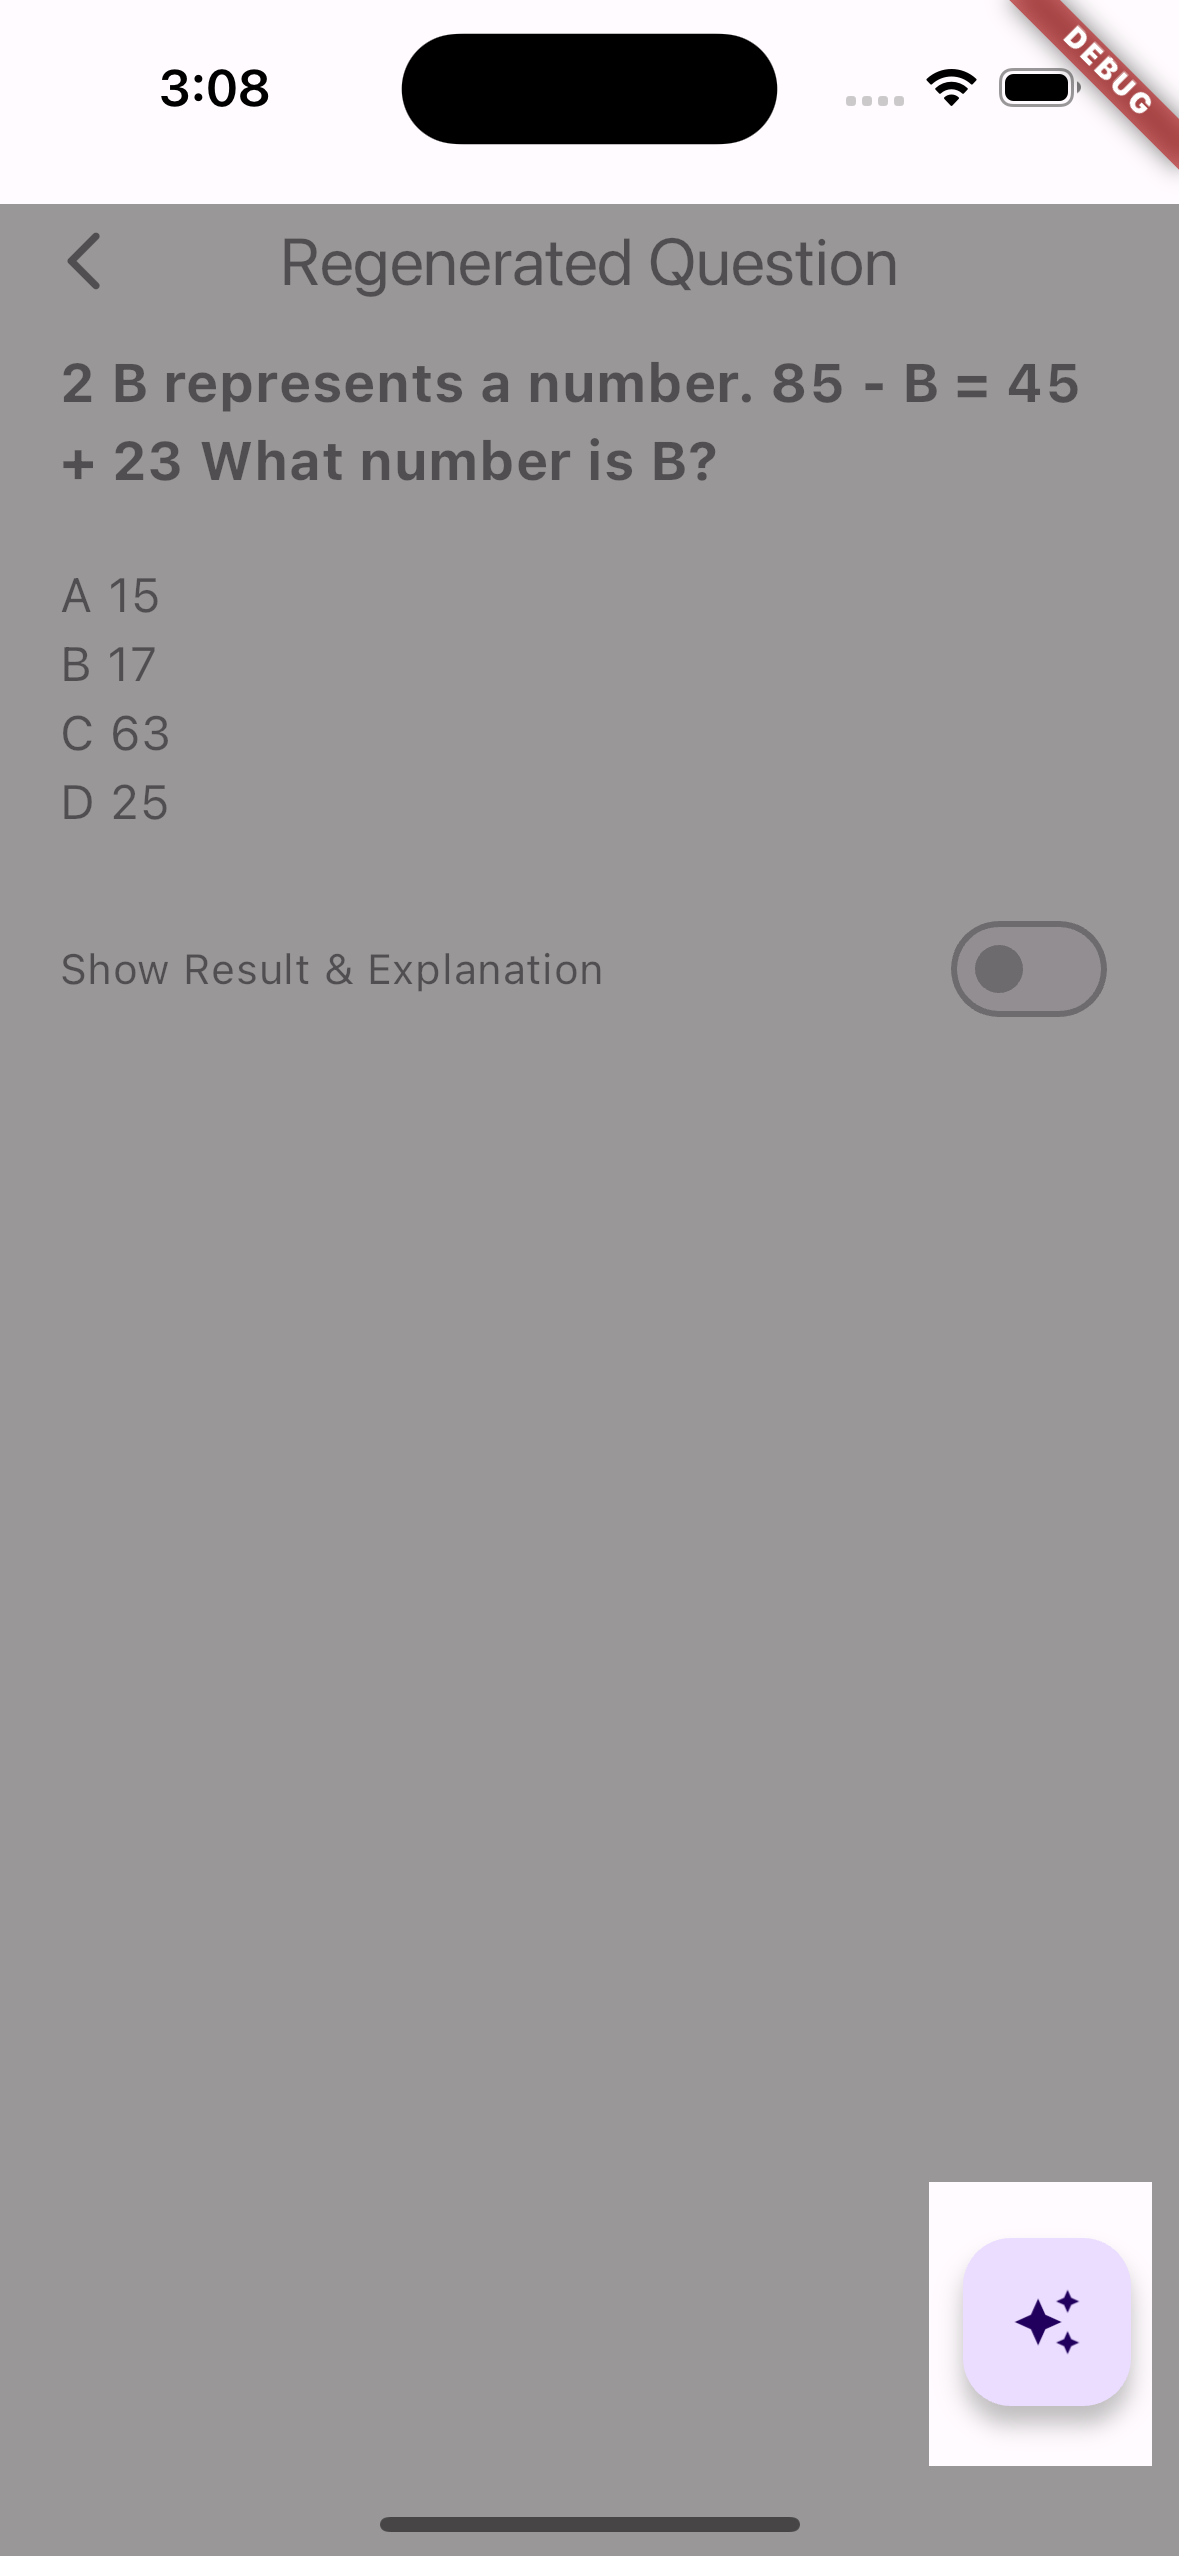 3:08
DEBUG
Regenerated Question
2 B represents a number. 85 - B = 45
+ 23 What number is B?
A 15
B 17
C 63
D 25
Show Result & Explanation